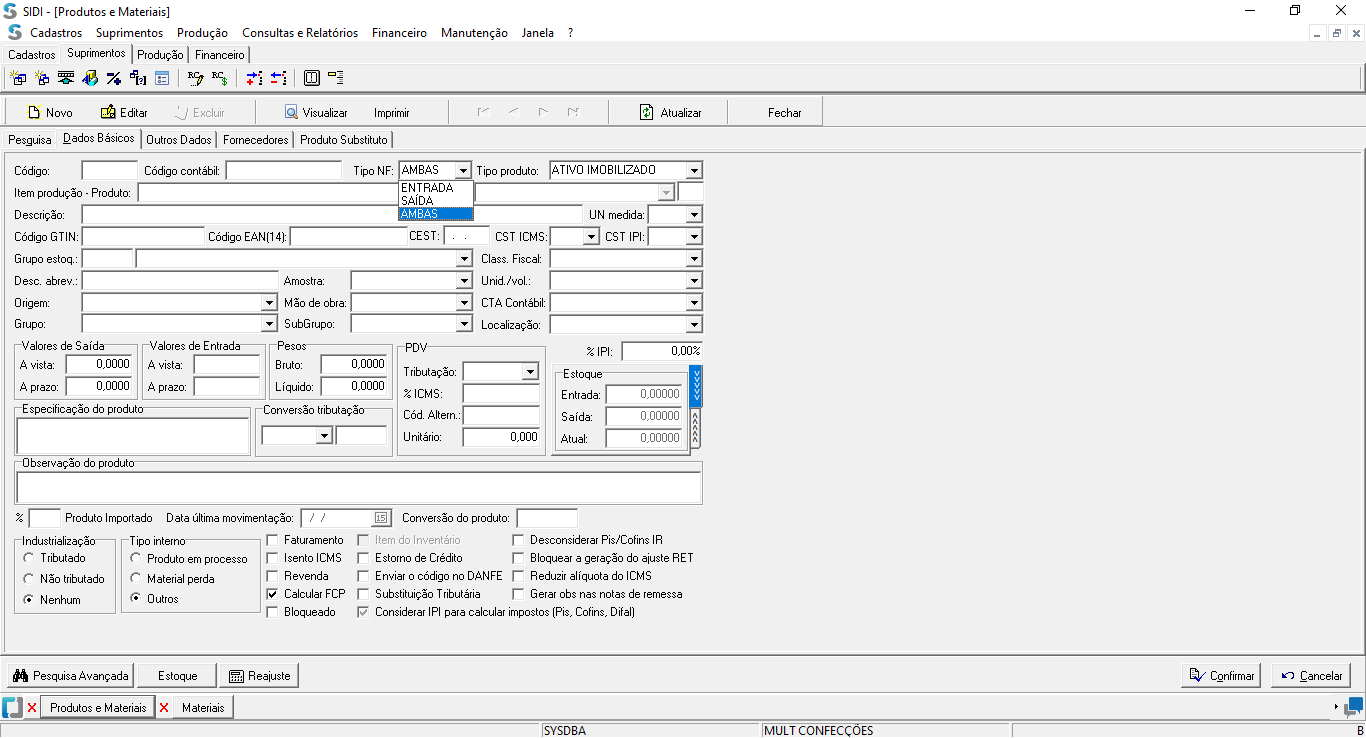 SIDI - [Produtos e Materiais]
Cadastros Suprimentos Produção Consultas e Relatórios Financeiro Manutenção Janela ?
Cadastros Suprimentos Produção Financeiro
Novo Editar Excluir Visualizar Imprimir Atualizar Fechar
Pesquisa Dados Básicos Outros Dados Fornecedores Produto Substituto
Código: Código contábil: Tipo NF: AMBAS Tipo produto: ATIVO IMOBILIZADO
ENTRADA
SAÍDA
AMBAS
Item produção - Produto:
Descrição: UN medida:
Código GTIN: Código EAN(14): CEST: . . CST ICMS: CST IPI:
Grupo estoq.: Class. Fiscal:
Desc. abrev.: Amostra: Unid./vol.:
Origem: Mão de obra: CTA Contábil:
Grupo: SubGrupo: Localização:
Valores de Saída Valores de Entrada Pesos PDV % IPI: 0,00%
A vista: 0,0000 A vista: Bruto: 0,0000 Tributação: Estoque
A prazo: 0,0000 A prazo: Líquido: 0,0000 % ICMS: Entrada: 0,00000
Especificação do produto Conversão tributação Cód. Altern.: Saída: 0,00000
Unitário: 0,000 Atual: 0,00000
Observação do produto
% Produto Importado Data última movimentação: / / 15 Conversão do produto:
Industrialização Tipo interno Faturamento Item do Inventário Desconsiderar Pis/Cofins IR
Tributado Produto em processo Isento ICMS Estorno de Crédito Bloquear a geração do ajuste RET
Não tributado Material perda Revenda Enviar o código no DANFE Reduzir alíquota do ICMS
Nenhum Outros Calcular FCP Substituição Tributária Gerar obs nas notas de remessa
Bloqueado Considerar IPI para calcular impostos (Pis, Cofins, Difal)
Pesquisa Avançada Estoque Reajuste Confirmar Cancelar
Produtos e Materiais Materiais
SYSDBA MULT CONFECÇÕES B